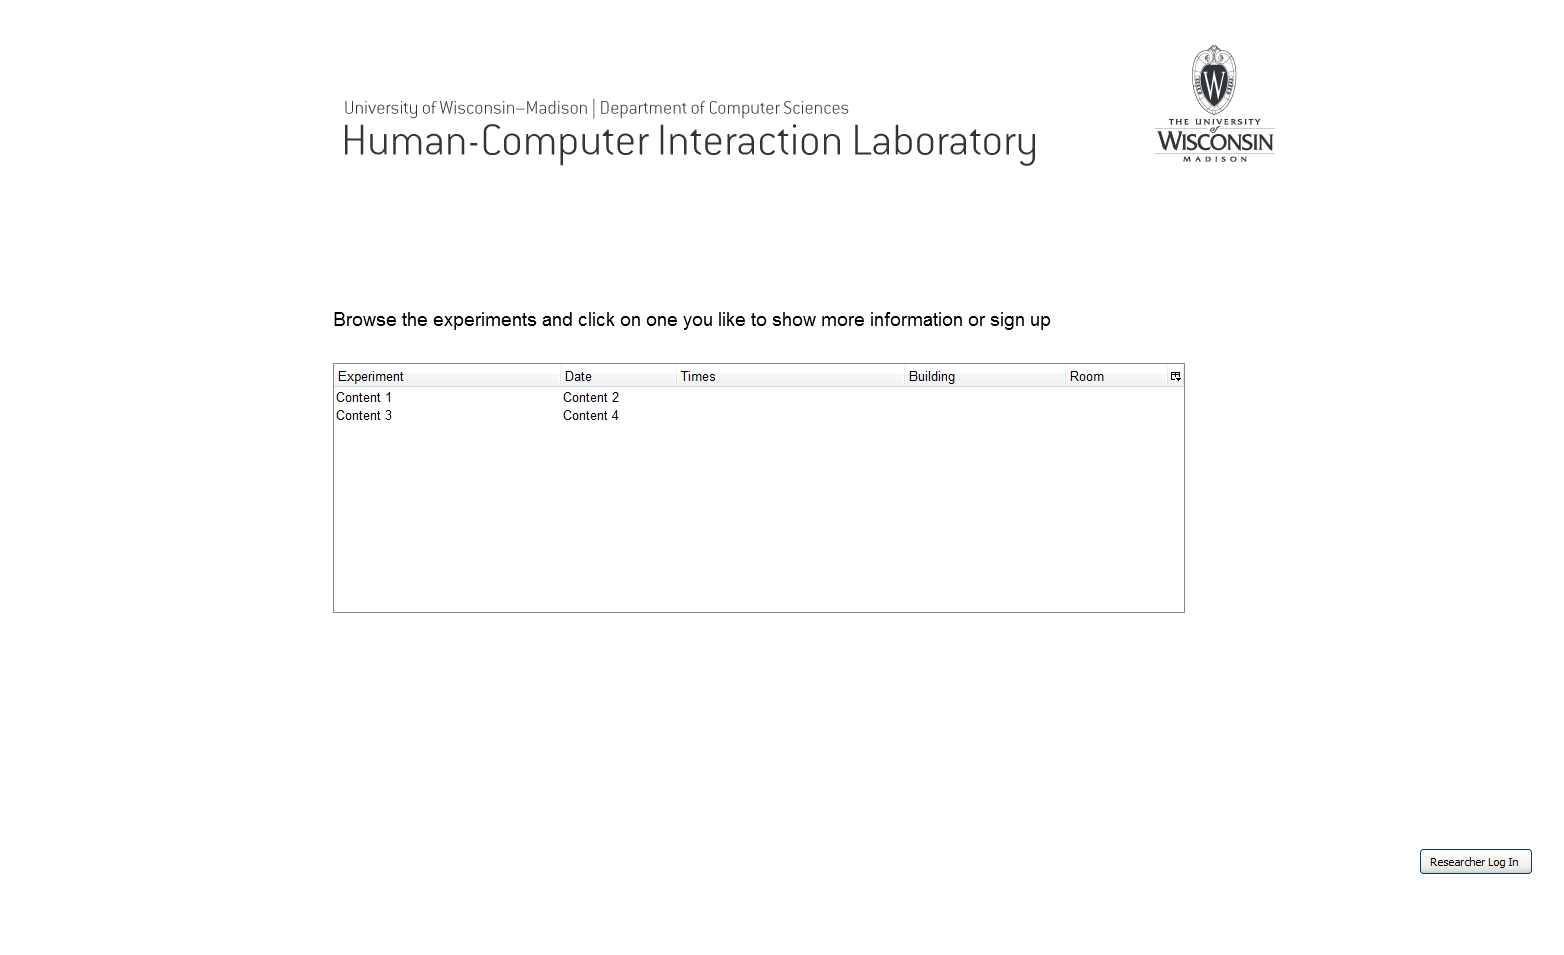 University of Wisconsin–Madison | Department of Computer Sciences
Human-Computer Interaction Laboratory
W
THE UNIVERSITY
of
WISCONSIN
MADISON
Browse the experiments and click on one you like to show more information or sign up
Experiment Date Times Building Room
Content 1 Content 2
Content 3 Content 4
Researcher Log In